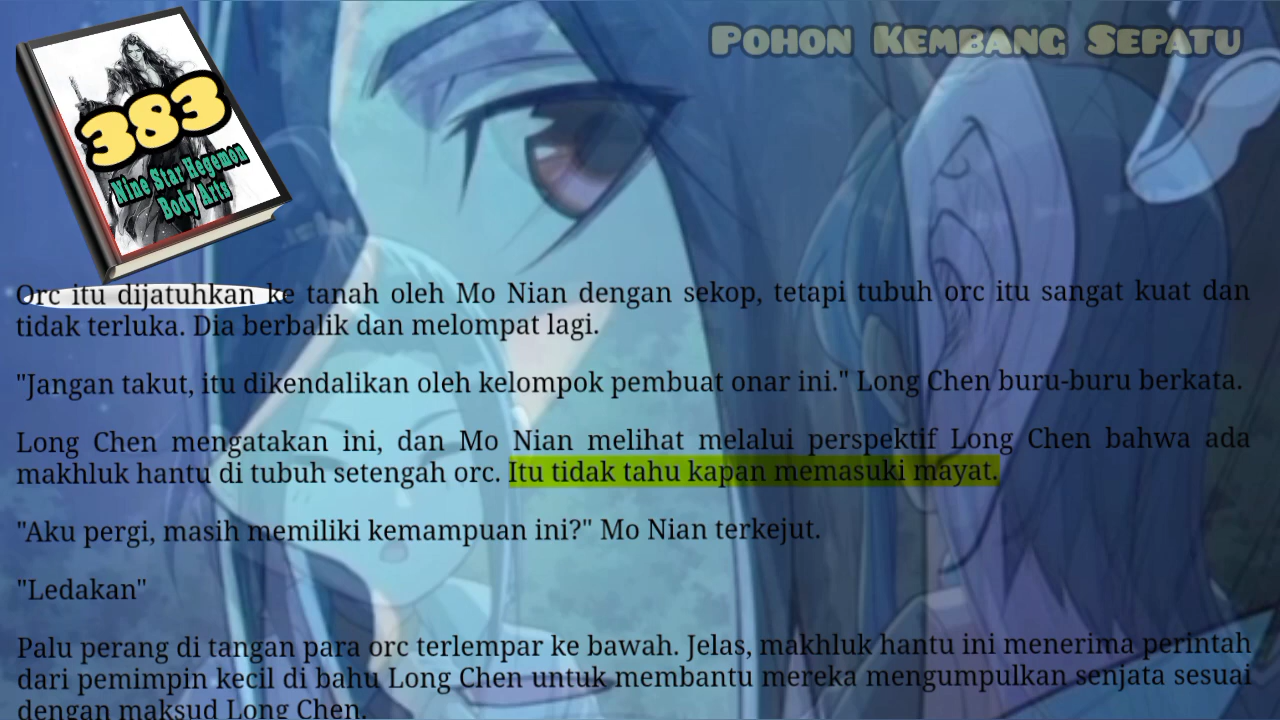 Pohon Kembang Sepatu
383
Nine Star Hegemon
Body Arts
Orc itu dijatuhkan ke tanah oleh Mo Nian dengan sekop, tetapi tubuh orc itu sangat kuat dan
tidak terluka. Dia berbalik dan melompat lagi.
"Jangan takut, itu dikendalikan oleh kelompok pembuat onar ini." Long Chen buru-buru berkata.
Long Chen mengatakan ini, dan Mo Nian melihat melalui perspektif Long Chen bahwa ada
makhluk hantu di tubuh setengah orc. Itu tidak tahu kapan memasuki mayat.
"Aku pergi, masih memiliki kemampuan ini?" Mo Nian terkejut.
"Ledakan"
Palu perang di tangan para orc terlempar ke bawah. Jelas, makhluk hantu ini menerima perintah
dari pemimpin kecil di bahu Long Chen untuk membantu mereka mengumpulkan senjata sesuai
dengan maksud Long Chen.